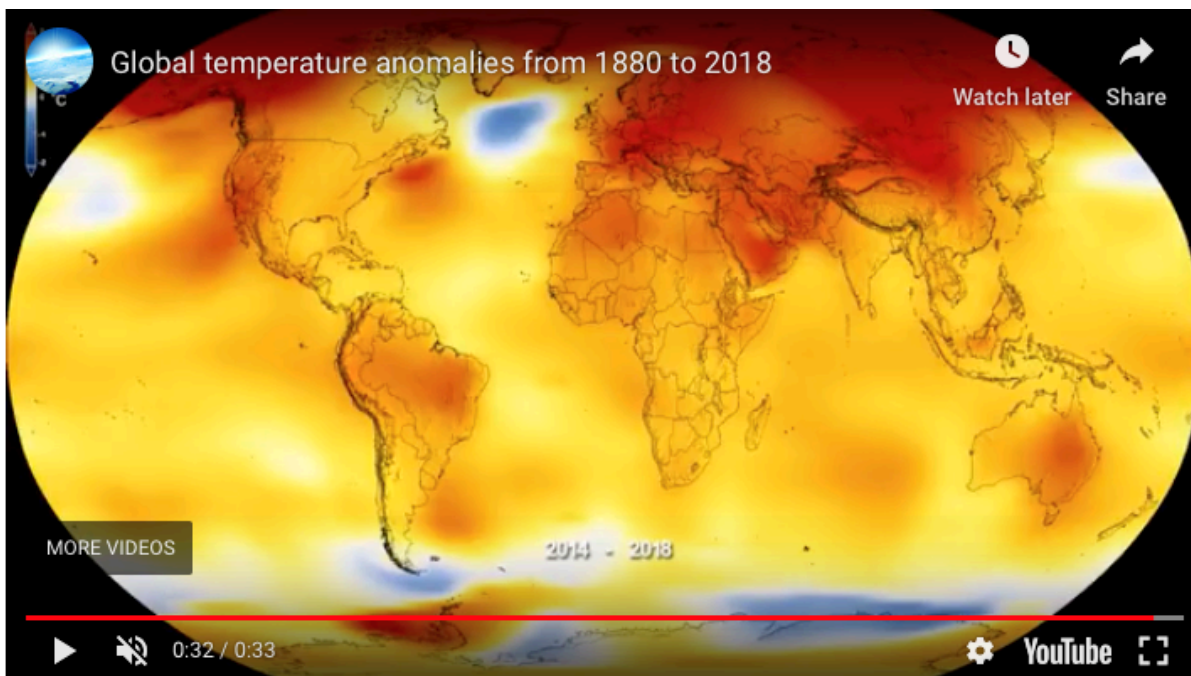 Global temperature anomalies from 1880 to 2018
Watch later
Share
°C
MORE VIDEOS
2014 - 2018
0:32 / 0:33
YouTube